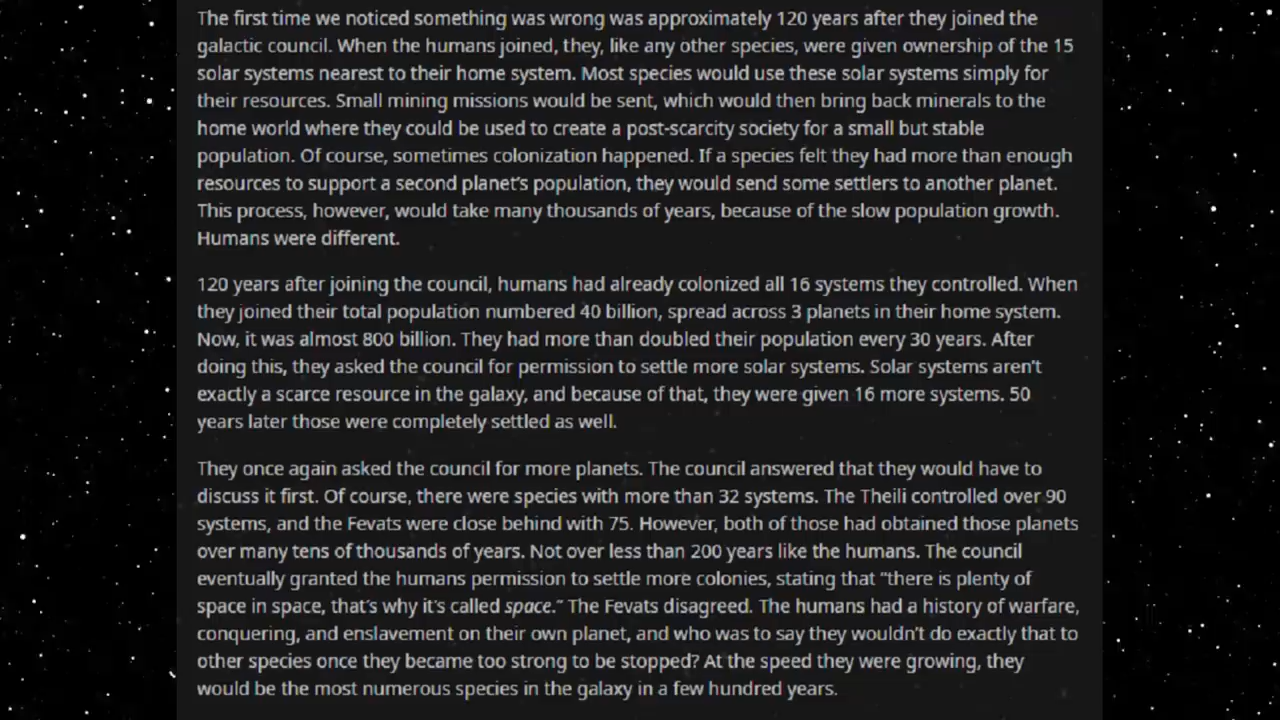 The first time we noticed something was wrong was approximately 120 years after they joined the
galactic council. When the humans joined, they, like any other species, were given ownership of the 15
solar systems nearest to their home system. Most species would use these solar systems simply for
their resources. Small mining missions would be sent, which would then bring back minerals to the
home world where they could be used to create a post-scarcity society for a small but stable
population. Of course, sometimes colonization happened. If a species felt they had more than enough
resources to support a second planet's population, they would send some settlers to another planet.
This process, however, would take many thousands of years, because of the slow population growth.
Humans were different.
120 years after joining the council, humans had already colonized all 16 systems they controlled. When
they joined their total population numbered 40 billion, spread across 3 planets in their home system.
Now, it was almost 800 billion. They had more than doubled their population every 30 years. After
doing this, they asked the council for permission to settle more solar systems. Solar systems aren't
exactly a scarce resource in the galaxy, and because of that, they were given 16 more systems. 50
years later those were completely settled as well.
They once again asked the council for more planets. The council answered that they would have to
discuss it first. Of course, there were species with more than 32 systems. The Theili controlled over 90
systems, and the Fevats were close behind with 75. However, both of those had obtained those planets
over many tens of thousands of years. Not over less than 200 years like the humans. The council
eventually granted the humans permission to settle more colonies, stating that "there is plenty of
space in space, that's why it's called space." The Fevats disagreed. The humans had a history of warfare,
conquering, and enslavement on their own planet, and who was to say they wouldn't do exactly that to
other species once they became too strong to be stopped? At the speed they were growing, they
would be the most numerous species in the galaxy in a few hundred years.